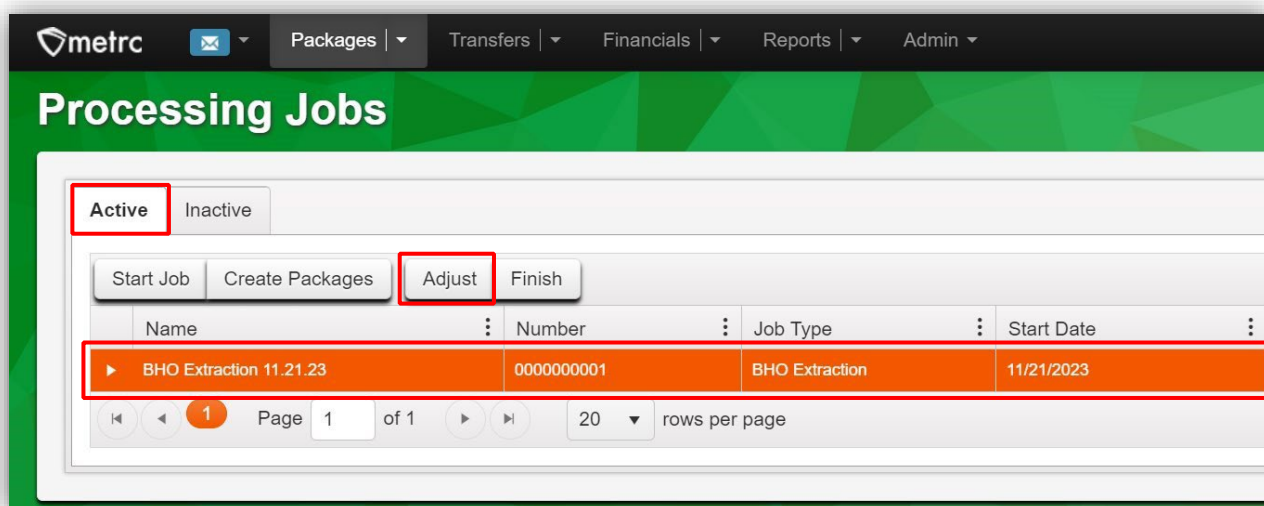 metrc Packages Transfers Financials Reports Admin
Processing Jobs
Active Inactive
Start Job Create Packages Adjust Finish
Name Number Job Type Start Date
BHO Extraction 11.21.23 0000000001 BHO Extraction 11/21/2023
1 Page 1 of 1 20 rows per page